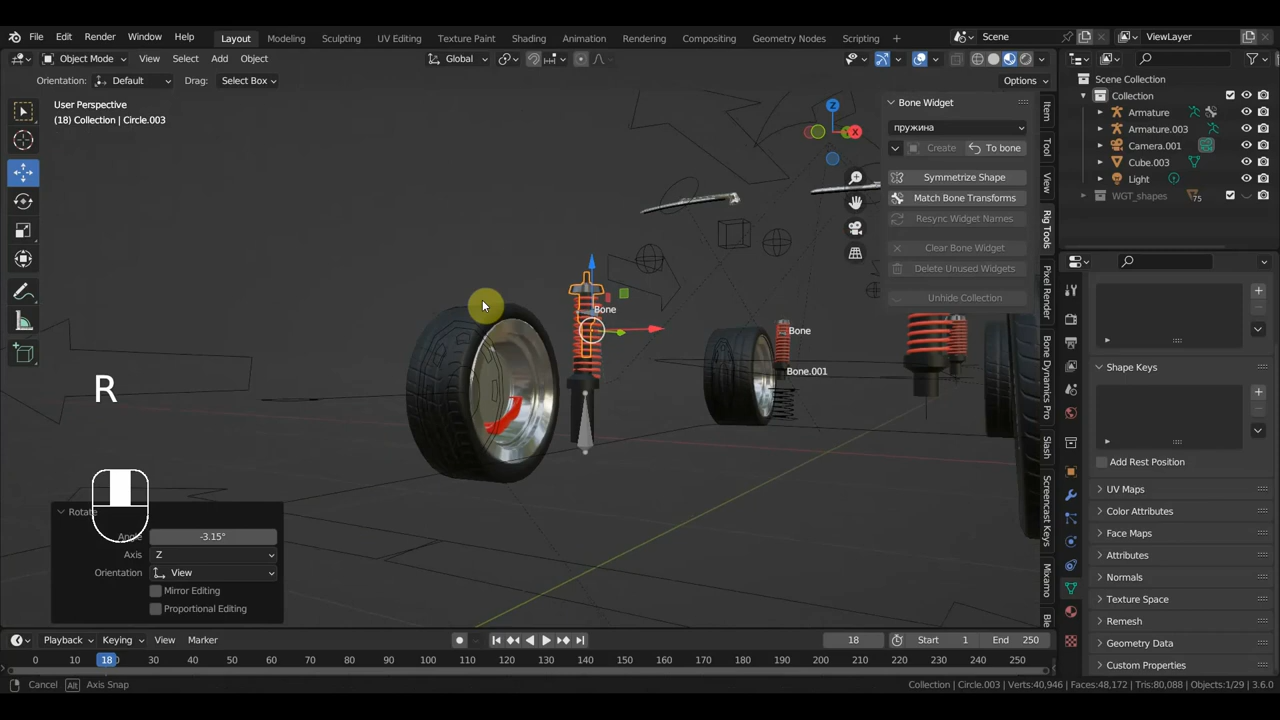 File Edit Render Window Help
Layout Modeling Sculpting UV Editing Texture Paint Shading Animation Rendering Compositing Geometry Nodes Scripting +
Scene
ViewLayer
Object Mode View Select Add Object
Global
Orientation: Default Drag: Select Box
Options
User Perspective
(18) Collection | Circle.003
Z
X
Bone
Bone
Bone.001
R
Bone Widget
пружина
Create To bone
Symmetrize Shape
Match Bone Transforms
Resync Widget Names
Clear Bone Widget
Delete Unused Widgets
Unhide Collection
Item
Tool
View
Rig Tools
Pixel Render
Bone Dynamics Pro
Slash
Screencast Keys
Mixamo
Ble
Scene Collection
Collection
Armature
Armature.003
Camera.001
Cube.003
Light
WGT_shapes 75
Shape Keys
Add Rest Position
UV Maps
Color Attributes
Face Maps
Attributes
Normals
Texture Space
Remesh
Geometry Data
Custom Properties
Rotate
Angle -3.15°
Axis Z
Orientation View
Mirror Editing
Proportional Editing
Playback Keying View Marker
18 Start 1 End 250
0 10 18 30 40 50 60 70 80 90 100 110 120 130 140 150 160 170 180 190 200 210 220 230 240 250
Cancel Alt Axis Snap
Collection | Circle.003 | Verts:40,946 | Faces:48,172 | Tris:80,088 | Objects:1/29 | 3.6.0